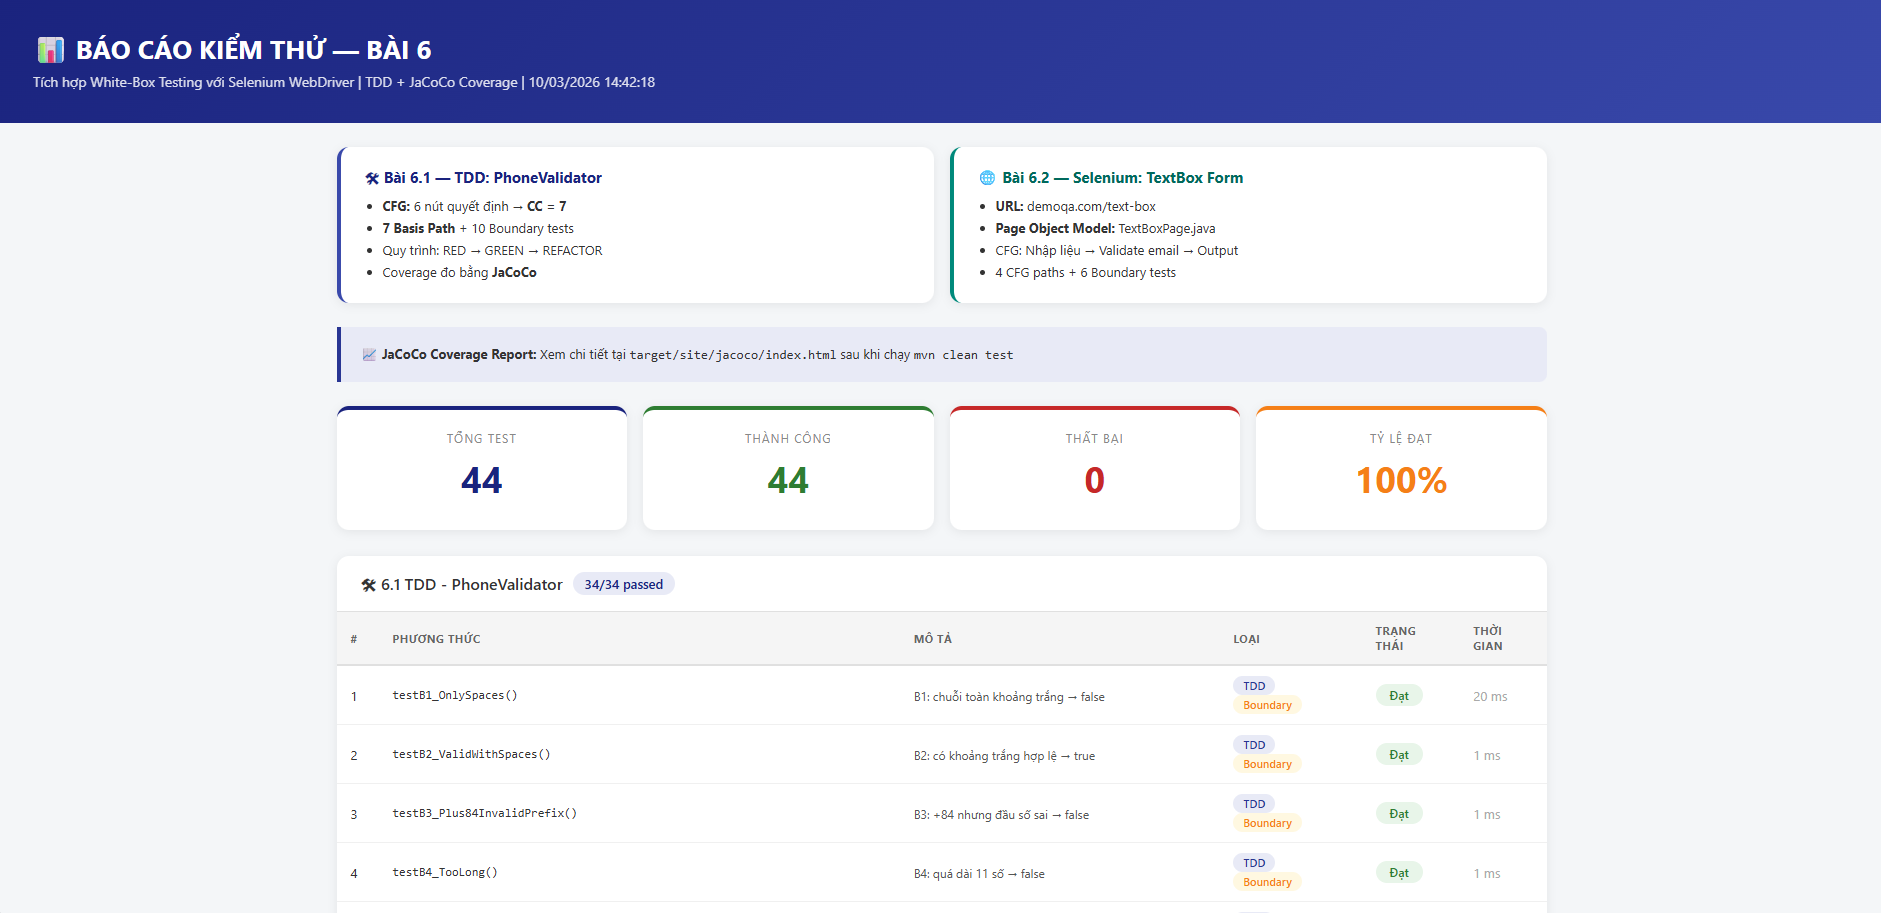 BÁO CÁO KIỂM THỬ — BÀI 6
Tích hợp White-Box Testing với Selenium WebDriver | TDD + JaCoCo Coverage | 10/03/2026 14:42:18
Bài 6.1 — TDD: PhoneValidator
CFG: 6 nút quyết định → CC = 7
7 Basis Path + 10 Boundary tests
Quy trình: RED → GREEN → REFACTOR
Coverage đo bằng JaCoCo
Bài 6.2 — Selenium: TextBox Form
URL: demoqa.com/text-box
Page Object Model: TextBoxPage.java
CFG: Nhập liệu → Validate email → Output
4 CFG paths + 6 Boundary tests
JaCoCo Coverage Report: Xem chi tiết tại target/site/jacoco/index.html sau khi chạy mvn clean test
TỔNG TEST
44
THÀNH CÔNG
44
THẤT BẠI
0
TỶ LỆ ĐẠT
100%
6.1 TDD - PhoneValidator 34/34 passed
# PHƯƠNG THỨC MÔ TẢ LOẠI TRẠNG THÁI THỜI GIAN
1 testB1_OnlySpaces() B1: chuỗi toàn khoảng trắng → false TDD Boundary Đạt 20 ms
2 testB2_ValidWithSpaces() B2: có khoảng trắng hợp lệ → true TDD Boundary Đạt 1 ms
3 testB3_Plus84InvalidPrefix() B3: +84 nhưng đầu số sai → false TDD Boundary Đạt 1 ms
4 testB4_TooLong() B4: quá dài 11 số → false TDD Boundary Đạt 1 ms